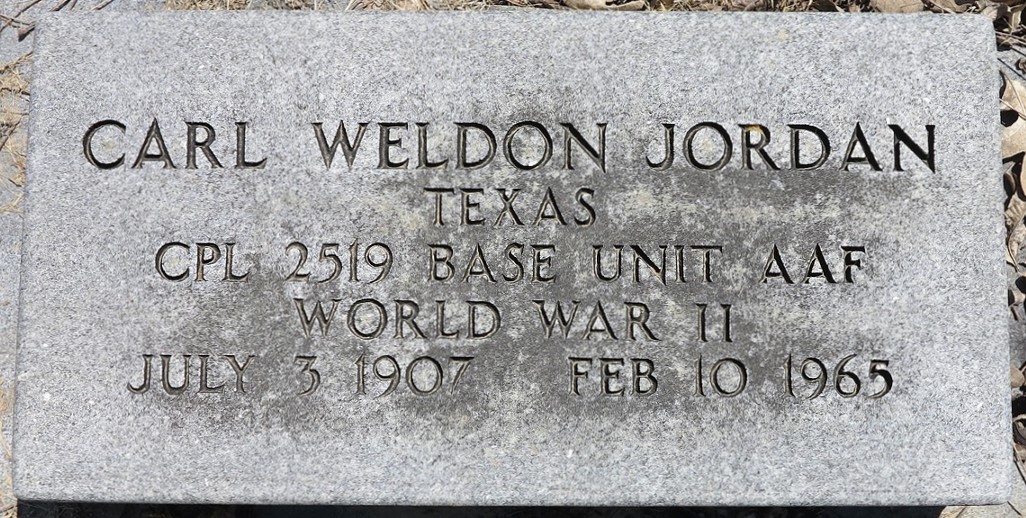 CARL WELDON JORDAN
TEXAS
CPL 2519 BASE UNIT AAF
WORLD WAR II
JULY 3 1907 FEB 10 1965